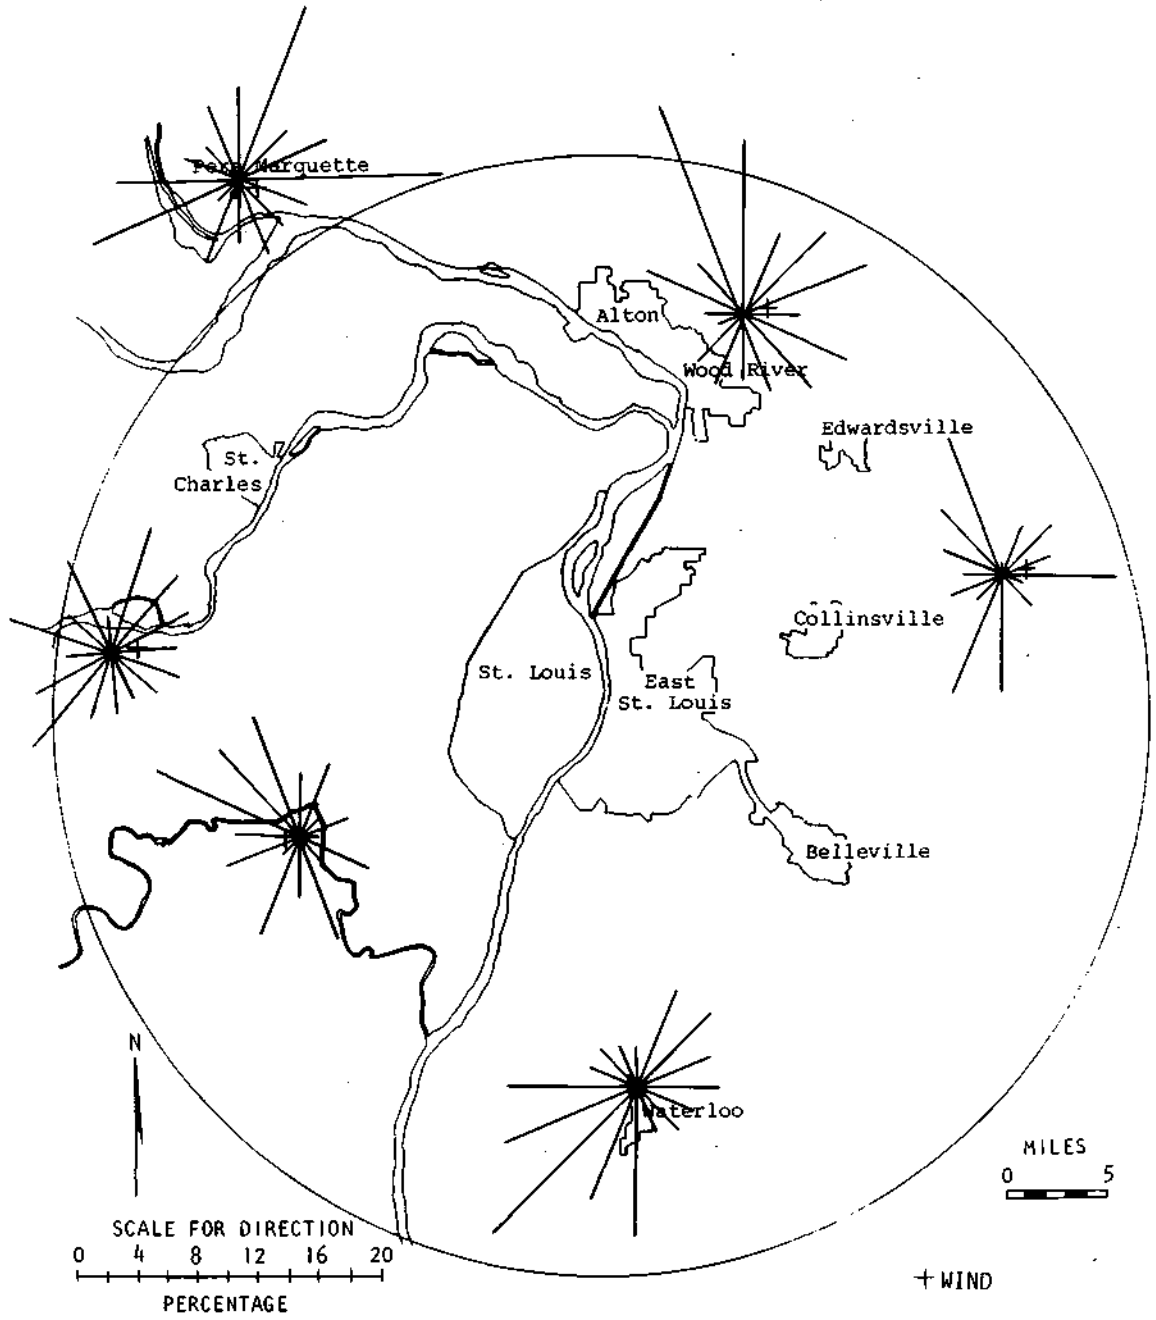 Pere Marquette
Alton
Wood River
Edwardsville
St.
Charles
Collinsville
St. Louis
East
St. Louis
Belleville
N
Waterloo
MILES
0 5
SCALE FOR DIRECTION
0 4 8 12 16 20
PERCENTAGE
+ WIND